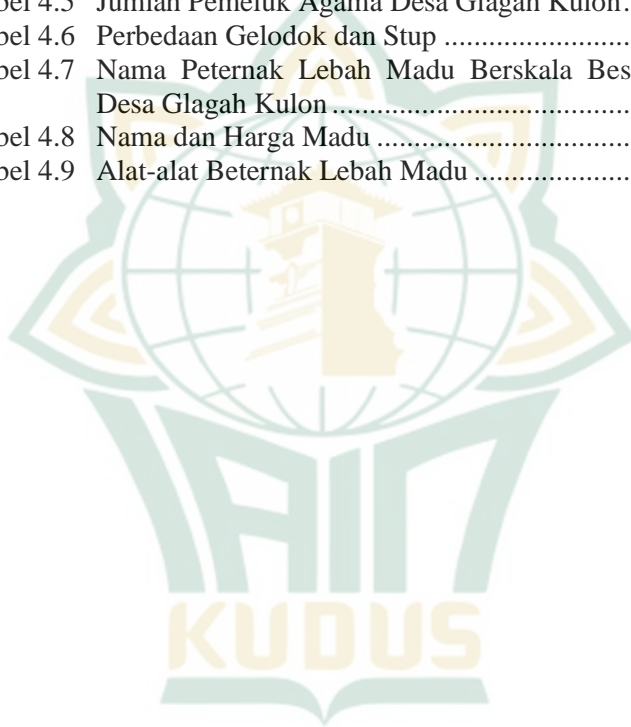 bel 4.5 Jumlah Pemeluk Agama Desa Glagah Kulon.
bel 4.6 Perbedaan Gelodok dan Stup .....................
bel 4.7 Nama Peternak Lebah Madu Berskala Bes
Desa Glagah Kulon .....................................
bel 4.8 Nama dan Harga Madu ...............................
bel 4.9 Alat-alat Beternak Lebah Madu .................
IAIN
KUDUS